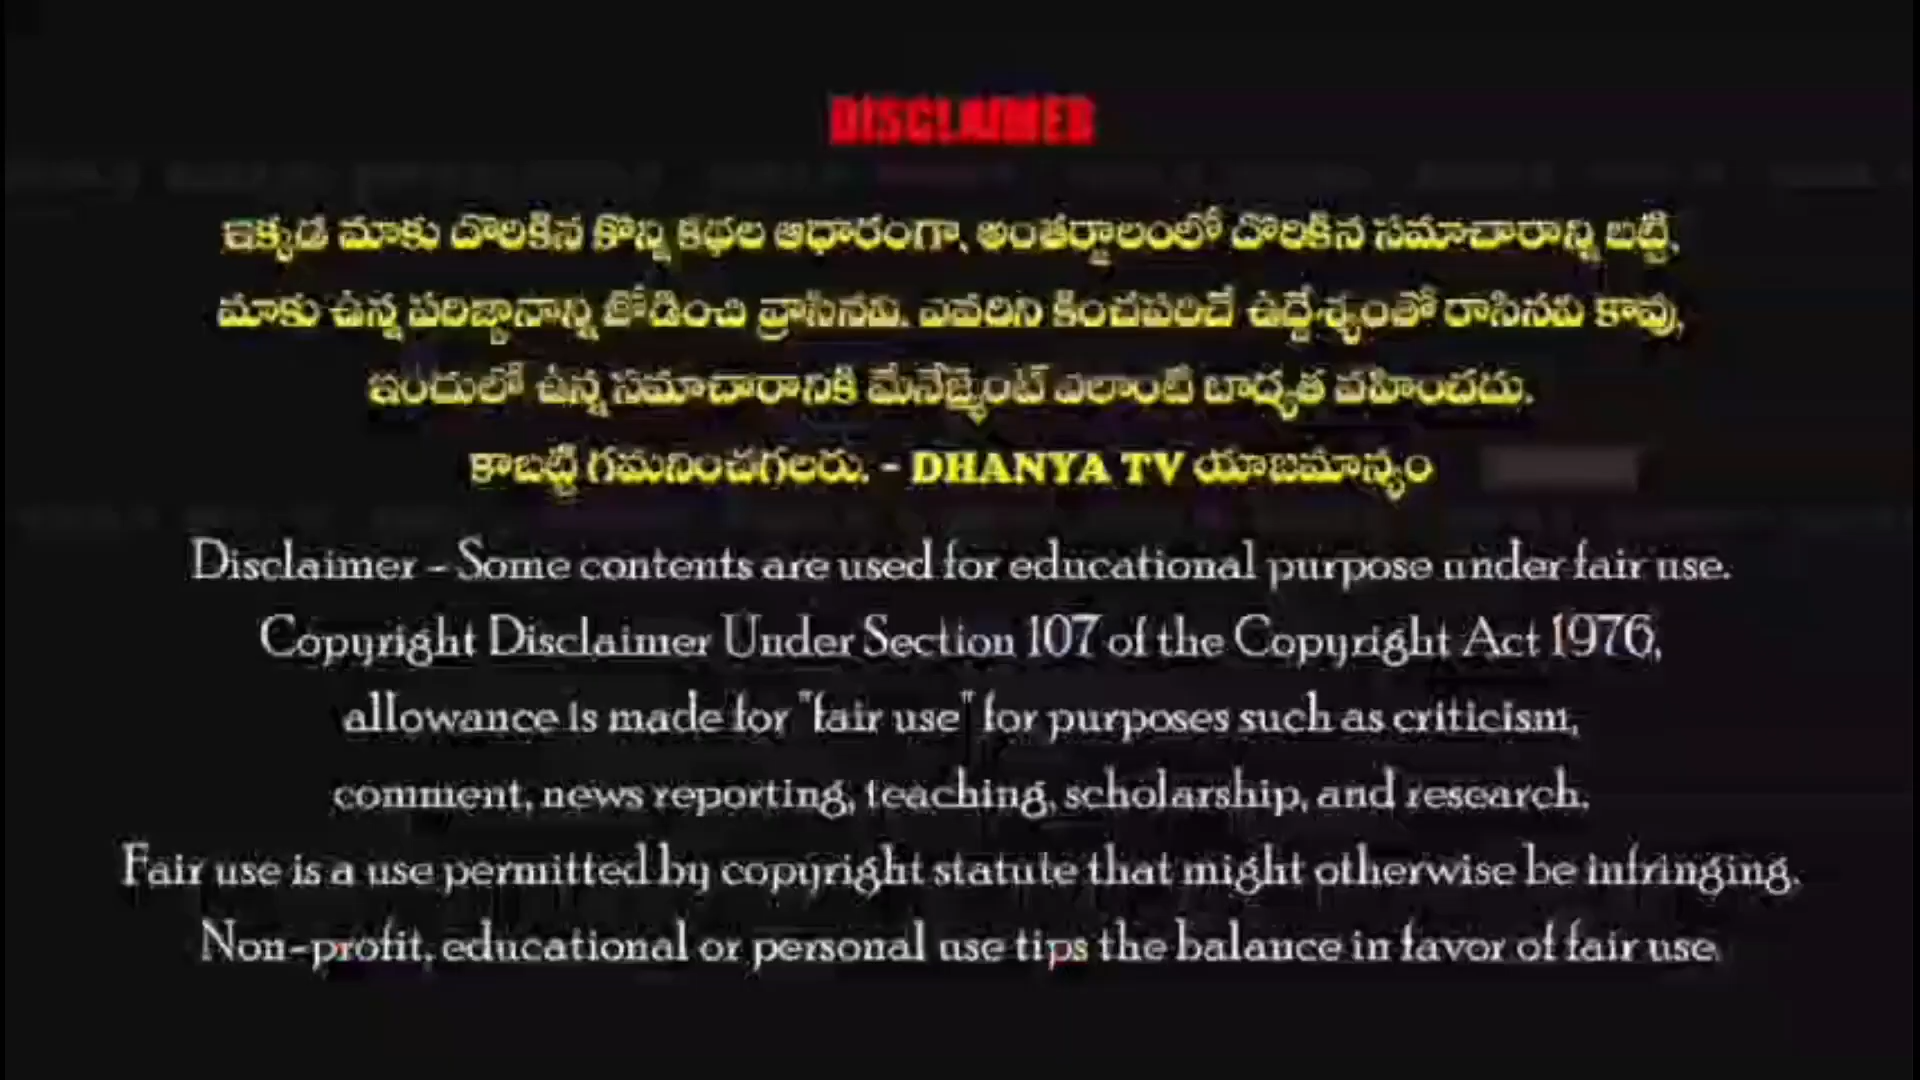 DISCLAIMER
ఇక్కడ మాకు దొరికిన కొన్ని కథల ఆధారంగా, అంతర్జాలంలో దొరికిన సమాచారాన్ని బట్టి,
మాకు ఉన్న పరిజ్ఞానాన్ని జోడించి వ్రాసినవి. ఎవరిని కించపరిచే ఉద్దేశ్యంతో రాసినవి కావు,
ఇందులో ఉన్న సమాచారానికి మేనేజ్మెంట్ ఎలాంటి బాధ్యత వహించదు.
కాబట్టి గమనించగలరు. - DHANYA TV యాజమాన్యం
Disclaimer - Some contents are used for educational purpose under fair use.
Copyright Disclaimer Under Section 107 of the Copyright Act 1976,
allowance is made for "fair use" for purposes such as criticism,
comment, news reporting, teaching, scholarship, and research.
Fair use is a use permitted by copyright statute that might otherwise be infringing.
Non-profit, educational or personal use tips the balance in favor of fair use.